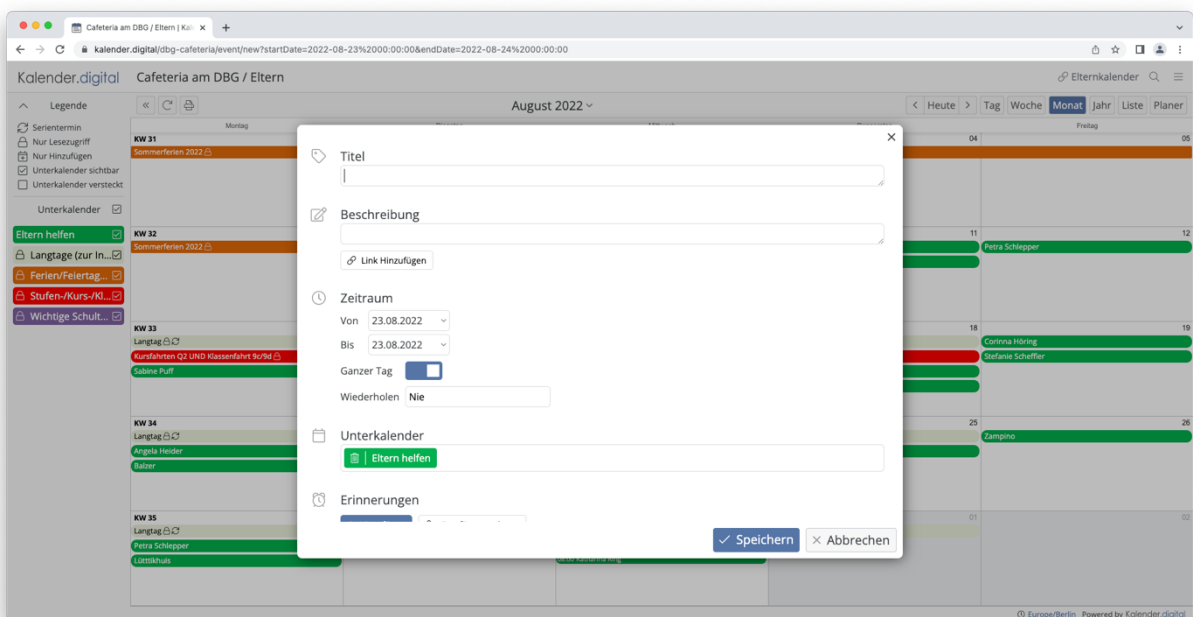 Cafeteria am DBG / Eltern | Kal
kalender.digital/dbg-cafeteria/event/new?startDate=2022-08-23%2000:00:00&endDate=2022-08-24%2000:00:00
Kalender.digital Cafeteria am DBG / Eltern Elternkalender
Legende August 2022 Heute Tag Woche Monat Jahr Liste Planer
Serientermin
Nur Lesezugriff
Nur Hinzufügen
Unterkalender sichtbar
Unterkalender versteckt
Unterkalender
Eltern helfen
Langtage (zur In...
Ferien/Feiertag...
Stufen-/Kurs-/Kl...
Wichtige Schult...
Montag Freitag
KW 31 04 05
Sommerferien 2022
KW 32 11 12
Sommerferien 2022 Petra Schlepper
KW 33 18 19
Langtag Corinna Höring
Kursfahrten Q2 UND Klassenfahrt 9c/9d Stefanie Scheffler
Sabine Puff
KW 34 25 26
Langtag Zampino
Angela Heider
Balzer
KW 35 01 02
Langtag
Petra Schlepper
Lütttikhuis
Titel
Beschreibung
Link Hinzufügen
Zeitraum
Von 23.08.2022
Bis 23.08.2022
Ganzer Tag
Wiederholen Nie
Unterkalender
Eltern helfen
Erinnerungen
Speichern Abbrechen
Europe/Berlin Powered by Kalender.digital